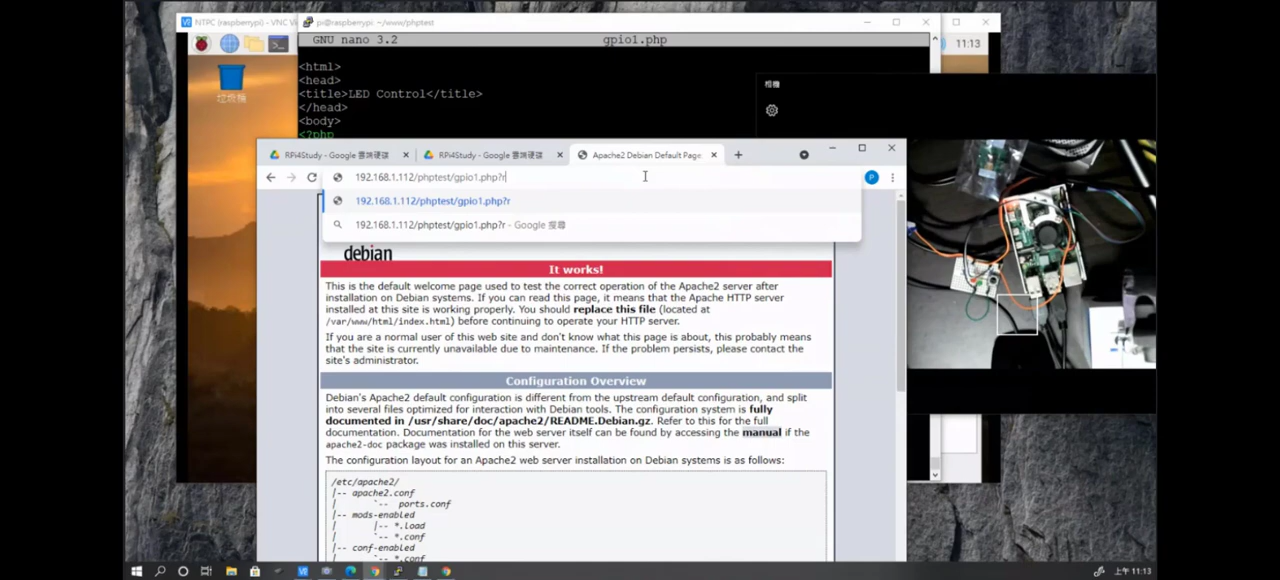 NTPC (raspberrypi) - VNC Vi
pi@raspberrypi: ~/www/phptest
11:13
GNU nano 3.2
gpio1.php
<html>
<head>
<title>LED Control</title>
</head>
<body>
<?php
垃圾桶
相機
RPi4Study - Google 雲端硬碟
RPi4Study - Google 雲端硬碟
Apache2 Debian Default Page:
192.168.1.112/phptest/gpio1.php?r
P
192.168.1.112/phptest/gpio1.php?r
192.168.1.112/phptest/gpio1.php?r - Google 搜尋
debian
It works!
This is the default welcome page used to test the correct operation of the Apache2 server after
installation on Debian systems. If you can read this page, it means that the Apache HTTP server
installed at this site is working properly. You should replace this file (located at
/var/www/html/index.html) before continuing to operate your HTTP server.
If you are a normal user of this web site and don't know what this page is about, this probably means
that the site is currently unavailable due to maintenance. If the problem persists, please contact the
site's administrator.
Configuration Overview
Debian's Apache2 default configuration is different from the upstream default configuration, and split
into several files optimized for interaction with Debian tools. The configuration system is fully
documented in /usr/share/doc/apache2/README.Debian.gz. Refer to this for the full
documentation. Documentation for the web server itself can be found by accessing the manual if the
apache2-doc package was installed on this server.
The configuration layout for an Apache2 web server installation on Debian systems is as follows:
/etc/apache2/
|-- apache2.conf
| `-- ports.conf
|-- mods-enabled
| |-- *.load
| `-- *.conf
|-- conf-enabled
| `-- *.conf
上午 11:13